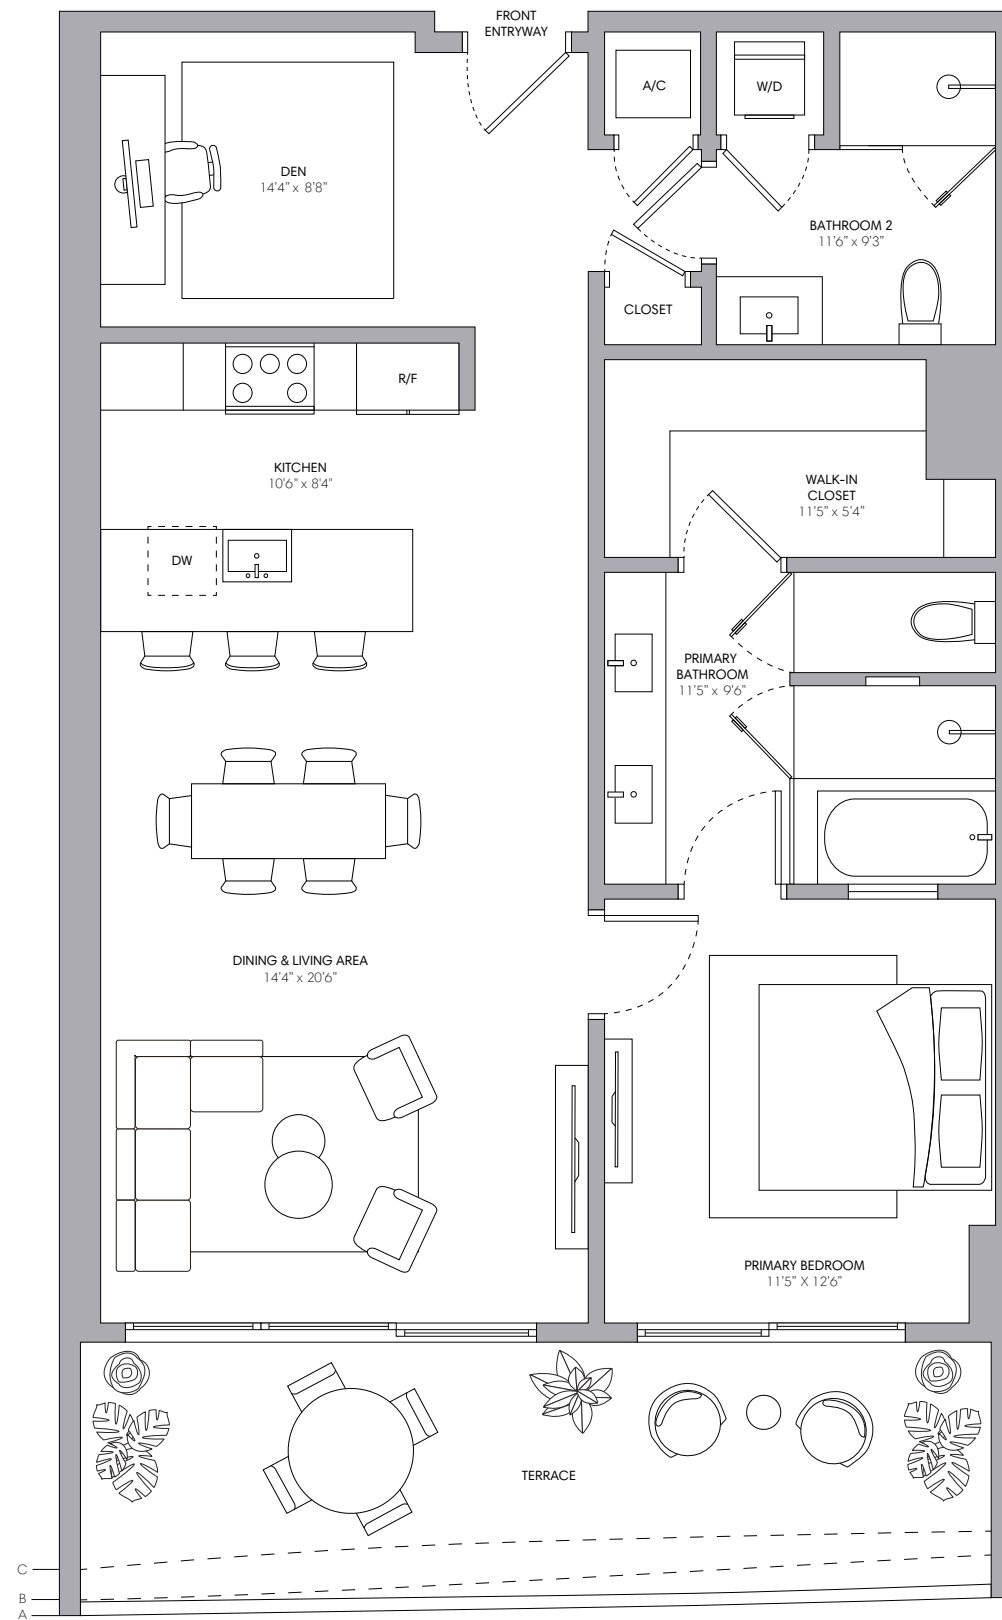 FRONT
ENTRYWAY
A/C
W/D
DEN
14'4" x 8'8"
BATHROOM 2
11'6" x 9'3"
CLOSET
R/F
KITCHEN
10'6" x 8'4"
WALK-IN
CLOSET
11'5" x 5'4"
DW
PRIMARY
BATHROOM
11'5" x 9'6"
DINING & LIVING AREA
14'4" x 20'6"
PRIMARY BEDROOM
11'5" X 12'6"
TERRACE
C
B
A